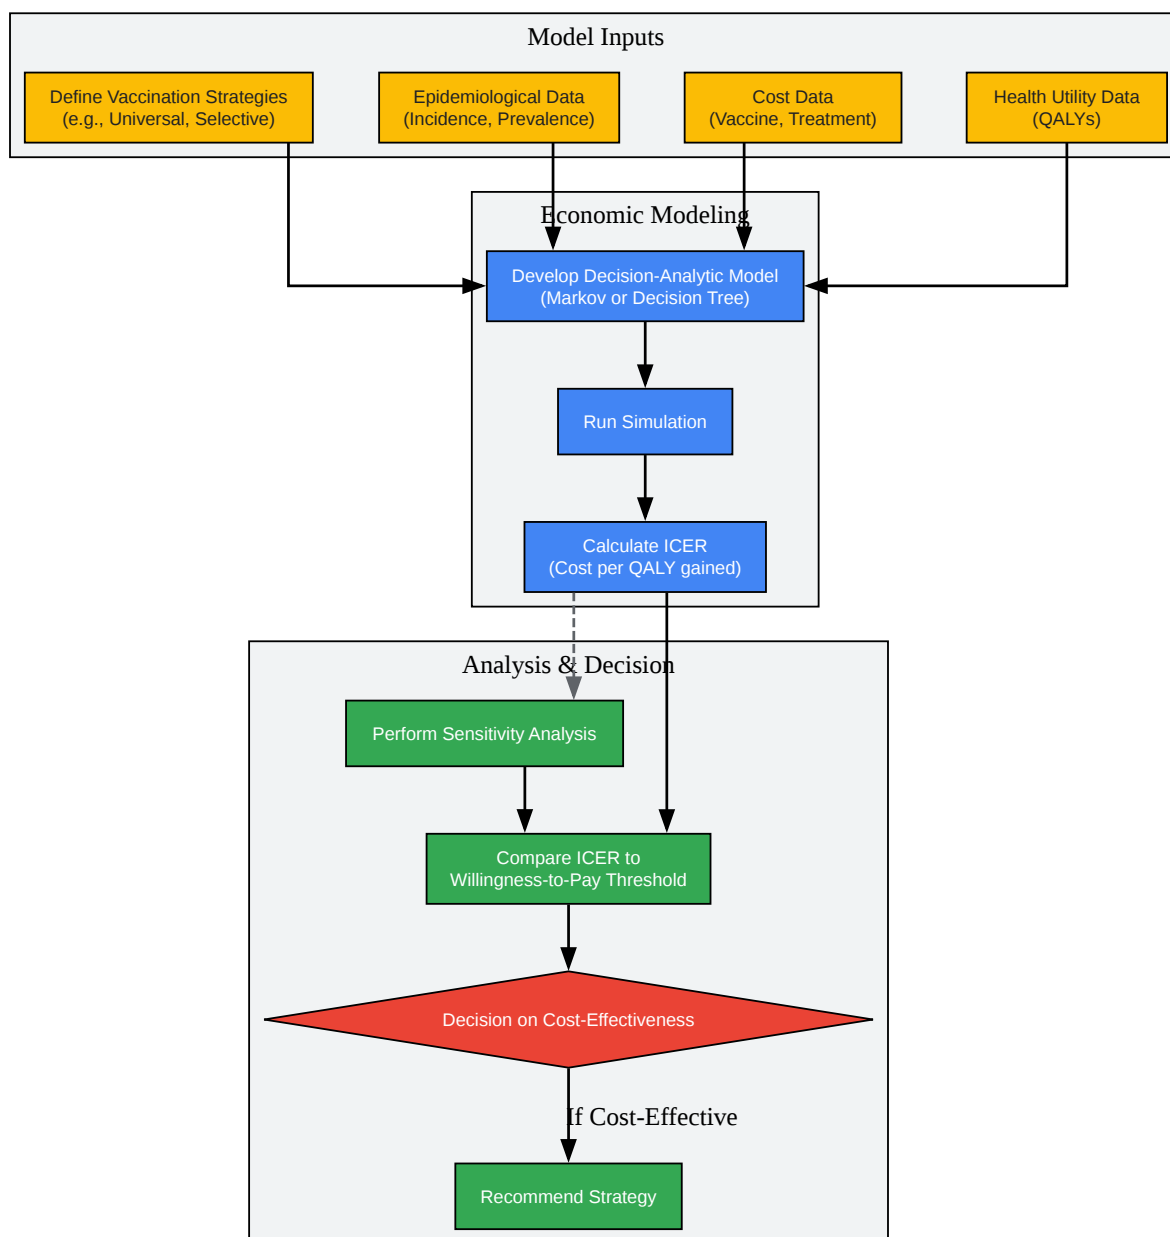 Model Inputs
Define Vaccination Strategies
(e.g., Universal, Selective)
Epidemiological Data
(Incidence, Prevalence)
Cost Data
(Vaccine, Treatment)
Health Utility Data
(QALYs)
Economic Modeling
Develop Decision-Analytic Model
(Markov or Decision Tree)
Run Simulation
Calculate ICER
(Cost per QALY gained)
Analysis & Decision
Perform Sensitivity Analysis
Compare ICER to
Willingness-to-Pay Threshold
Decision on Cost-Effectiveness
If Cost-Effective
Recommend Strategy